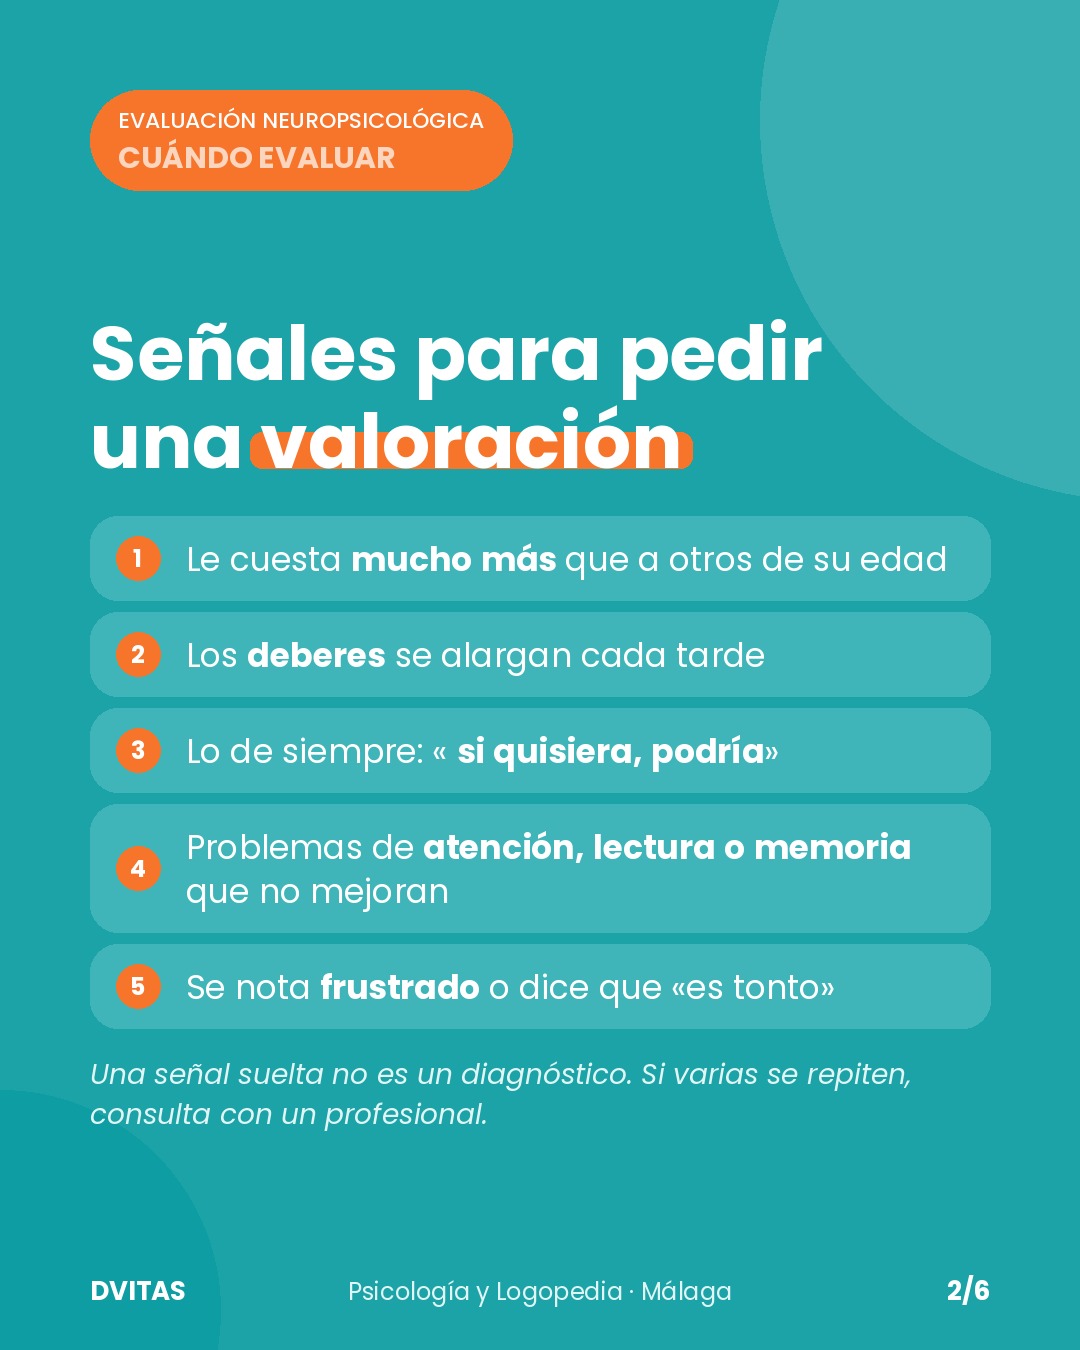 EVALUACIÓN NEUROPSICOLÓGICA
CUÁNDO EVALUAR
Señales para pedir
una valoración
1 Le cuesta mucho más que a otros de su edad
2 Los deberes se alargan cada tarde
3 Lo de siempre: « si quisiera, podría»
4 Problemas de atención, lectura o memoria
que no mejoran
5 Se nota frustrado o dice que «es tonto»
Una señal suelta no es un diagnóstico. Si varias se repiten,
consulta con un profesional.
DVITAS Psicología y Logopedia · Málaga 2/6